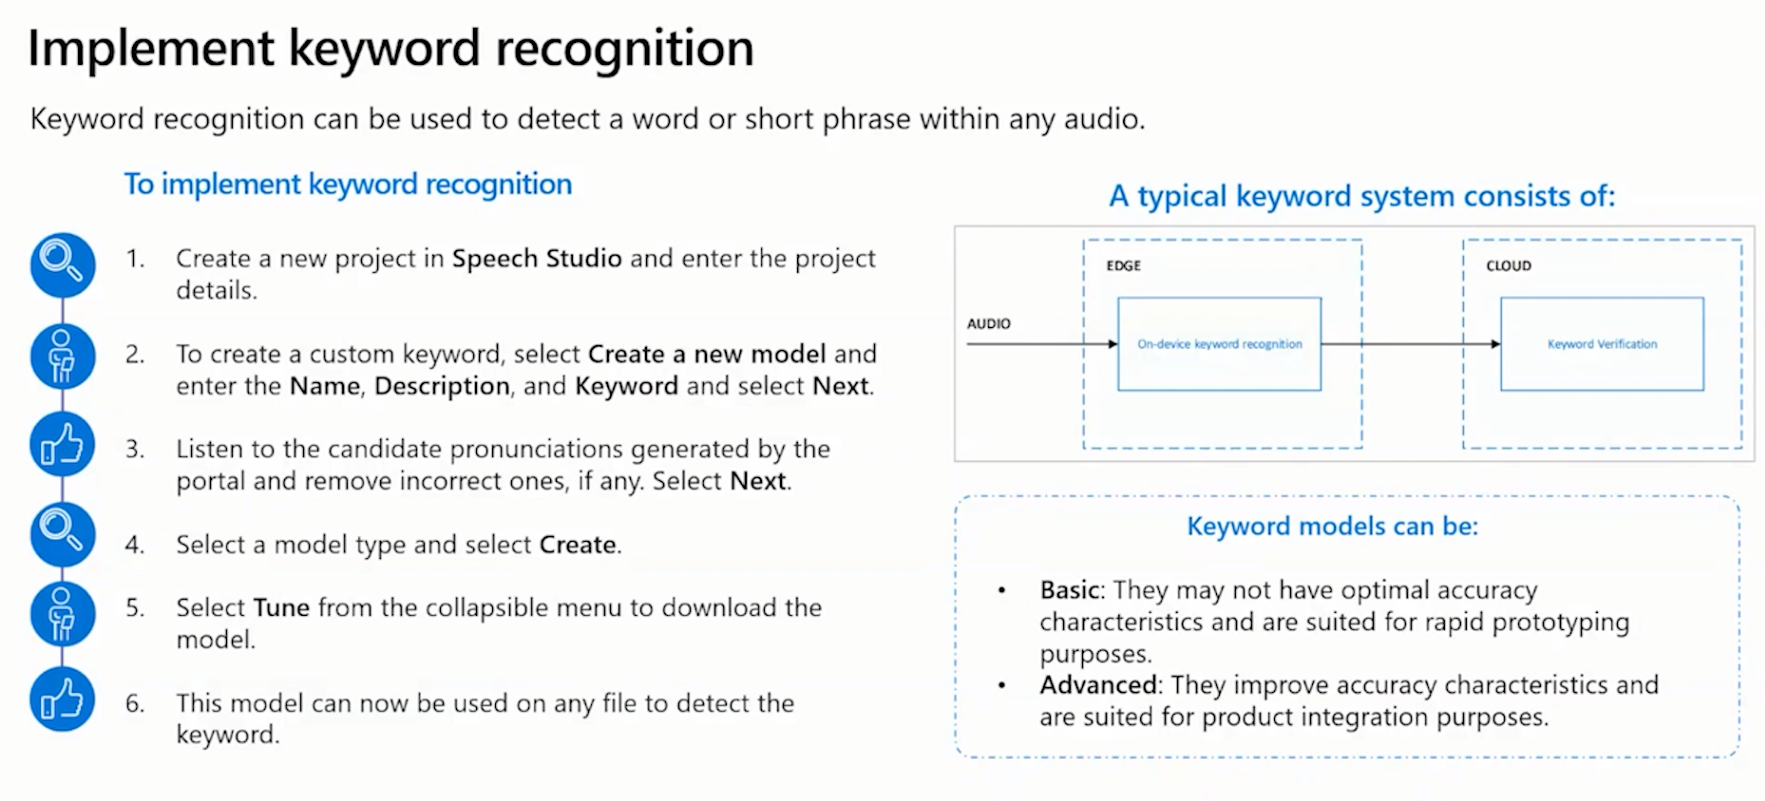 Implement keyword recognition
Keyword recognition can be used to detect a word or short phrase within any audio.
To implement keyword recognition
1. Create a new project in Speech Studio and enter the project
details.
2. To create a custom keyword, select Create a new model and
enter the Name, Description, and Keyword and select Next.
3. Listen to the candidate pronunciations generated by the
portal and remove incorrect ones, if any. Select Next.
4. Select a model type and select Create.
5. Select Tune from the collapsible menu to download the
model.
6. This model can now be used on any file to detect the
keyword.
A typical keyword system consists of:
EDGE
CLOUD
AUDIO
On-device keyword recognition
Keyword Verification
Keyword models can be:
• Basic: They may not have optimal accuracy
characteristics and are suited for rapid prototyping
purposes.
• Advanced: They improve accuracy characteristics and
are suited for product integration purposes.